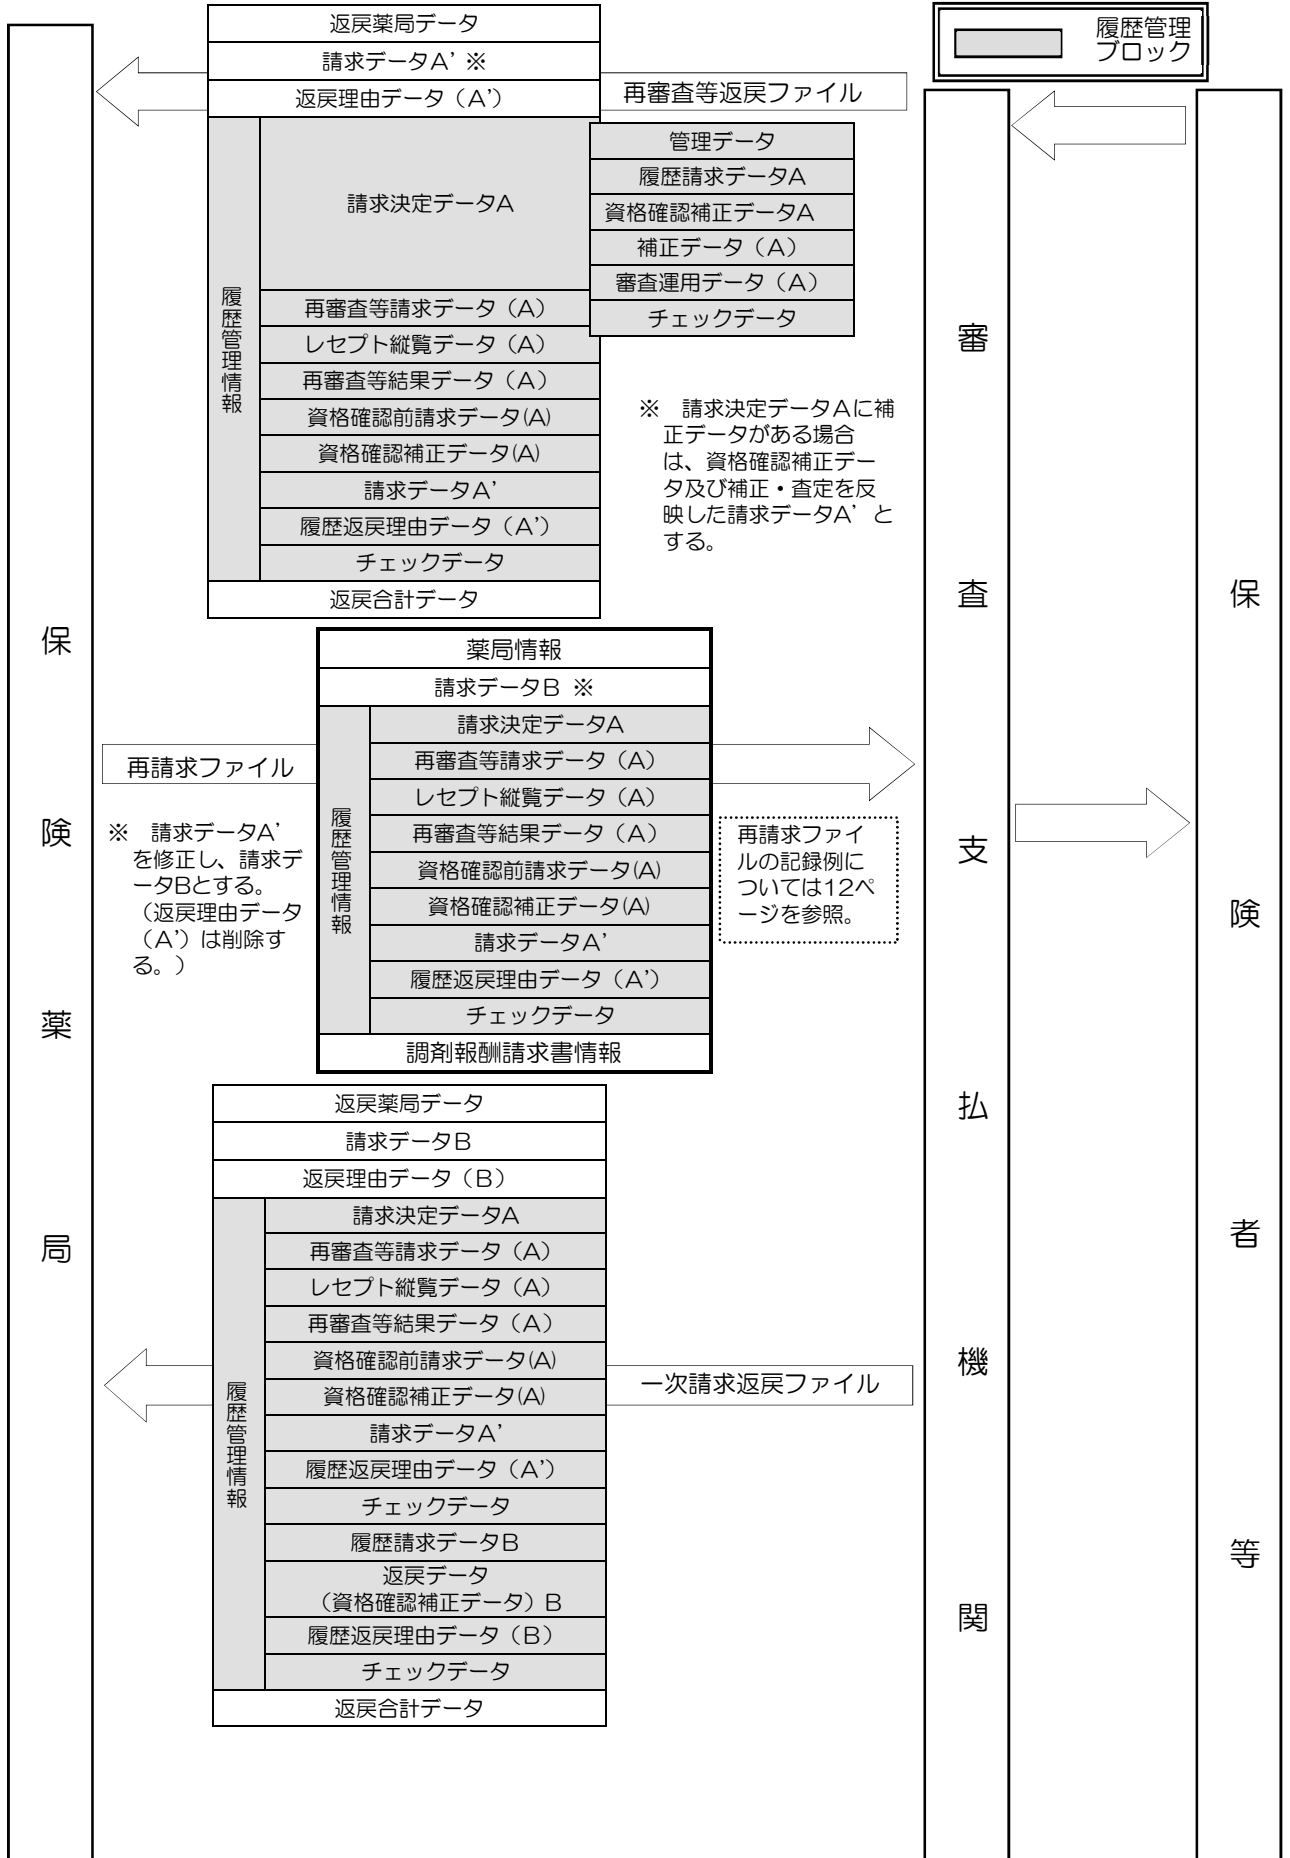 返戻薬局データ
請求データA’ ※
返戻理由データ（A’）
再審査等返戻ファイル
履歴管理
ブロック
履歴管理情報
請求決定データA
管理データ
履歴請求データA
資格確認補正データA
補正データ（A）
審査運用データ（A）
チェックデータ
再審査等請求データ（A）
レセプト縦覧データ（A）
再審査等結果データ（A）
資格確認前請求データ(A)
資格確認補正データ(A)
請求データA’
履歴返戻理由データ（A’）
チェックデータ
返戻合計データ
※　請求決定データAに補
正データがある場合
は、資格確認補正デー
タ及び補正・査定を反
映した請求データA’と
する。
保険薬局
審査支払機関
保険者等
薬局情報
請求データB ※
履歴管理情報
請求決定データA
再審査等請求データ（A）
レセプト縦覧データ（A）
再審査等結果データ（A）
資格確認前請求データ(A)
資格確認補正データ(A)
請求データA’
履歴返戻理由データ（A’）
チェックデータ
調剤報酬請求書情報
再請求ファイル
※　請求データA’
を修正し、請求デ
ータBとする。
（返戻理由データ
（A’）は削除す
る。）
再請求ファイ
ルの記録例に
ついては12ペ
ージを参照。
返戻薬局データ
請求データB
返戻理由データ（B）
履歴管理情報
請求決定データA
再審査等請求データ（A）
レセプト縦覧データ（A）
再審査等結果データ（A）
資格確認前請求データ(A)
資格確認補正データ(A)
請求データA’
履歴返戻理由データ（A’）
チェックデータ
履歴請求データB
返戻データ
（資格確認補正データ）B
履歴返戻理由データ（B）
チェックデータ
返戻合計データ
一次請求返戻ファイル